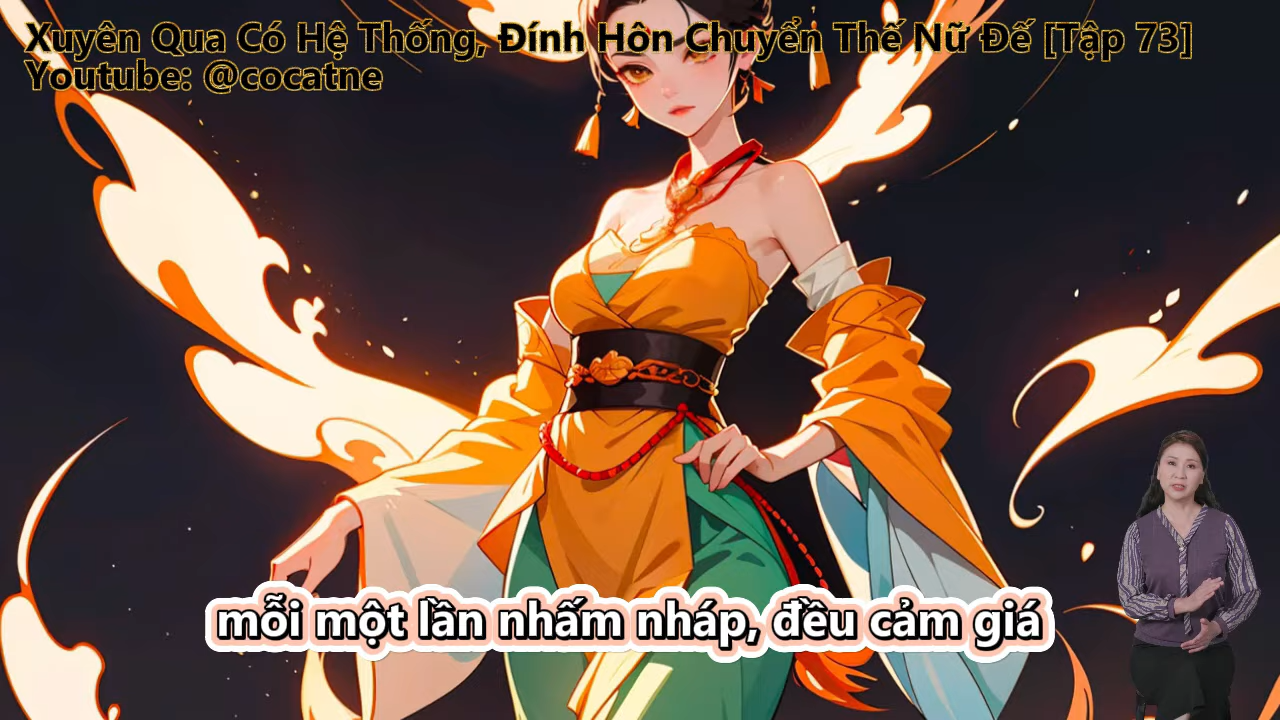 Xuyên Qua Có Hệ Thống, Đính Hôn Chuyển Thế Nữ Đế [Tập 73]
Youtube: @cocatne
mỗi một lần nhấm nháp, đều cảm giá